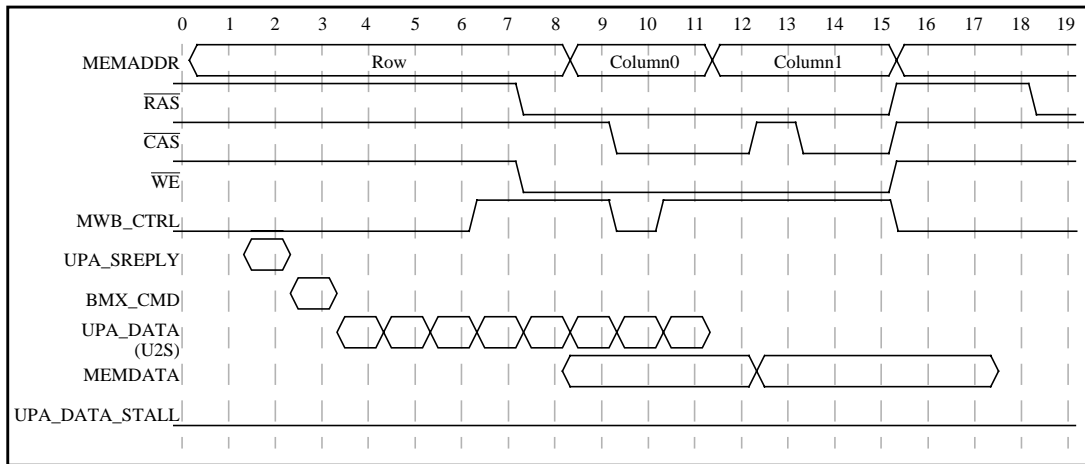 0 1 2 3 4 5 6 7 8 9 10 11 12 13 14 15 16 17 18 19
MEMADDR Row Column0 Column1
RAS
CAS
WE
MWB_CTRL
UPA_SREPLY
BMX_CMD
UPA_DATA
(U2S)
MEMDATA
UPA_DATA_STALL